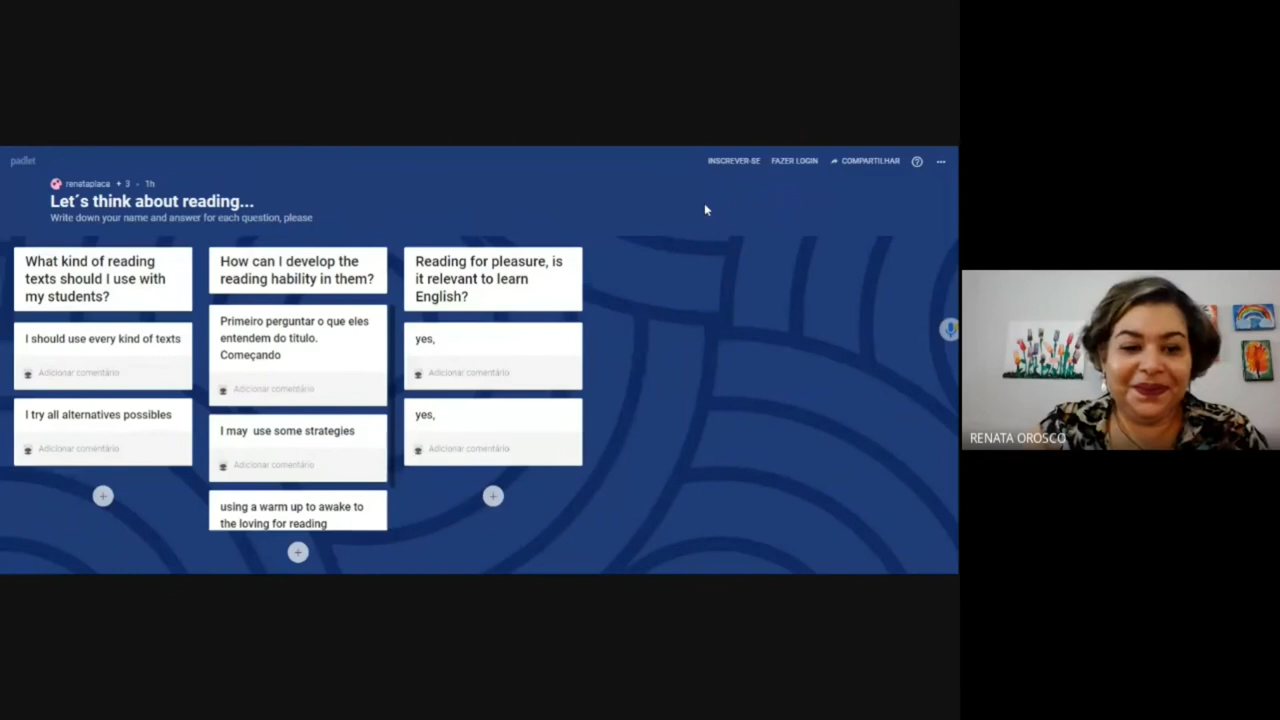 padlet
INSCREVER-SE FAZER LOGIN COMPARTILHAR
renataplaca + 3 • 1h
Let´s think about reading...
Write down your name and answer for each question, please
What kind of reading
texts should I use with
my students?
I should use every kind of texts
Adicionar comentário
I try all alternatives possibles
Adicionar comentário
How can I develop the
reading hability in them?
Primeiro perguntar o que eles
entendem do titulo.
Começando
Adicionar comentário
I may use some strategies
Adicionar comentário
using a warm up to awake to
the loving for reading
Reading for pleasure, is
it relevant to learn
English?
yes,
Adicionar comentário
yes,
Adicionar comentário
RENATA OROSCO